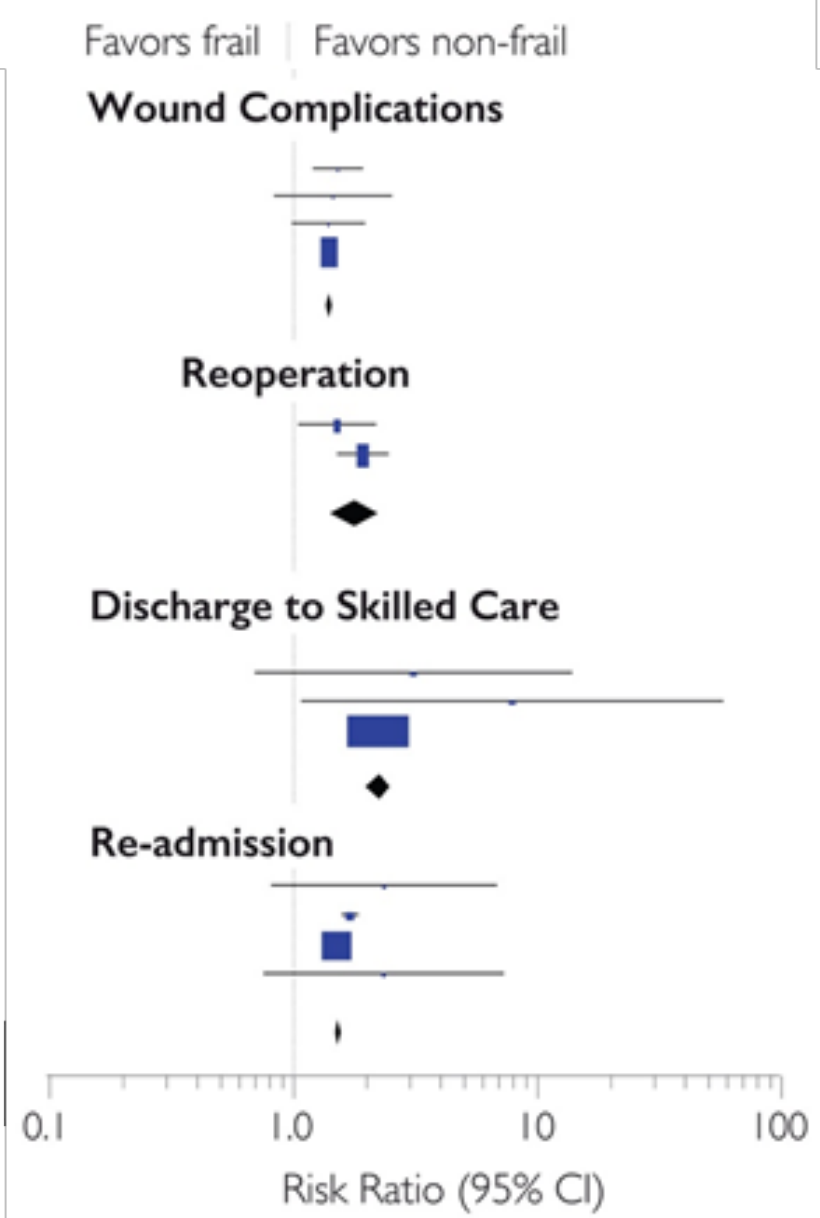 Favors frail Favors non-frail
Wound Complications
Reoperation
Discharge to Skilled Care
Re-admission
0.1 1.0 10 100
Risk Ratio (95% CI)